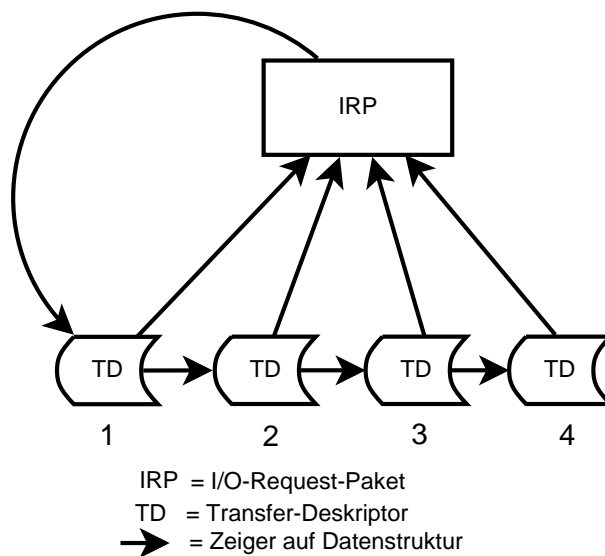 IRP
TD TD TD TD
1 2 3 4
IRP = I/O-Request-Paket
TD = Transfer-Deskriptor
= Zeiger auf Datenstruktur